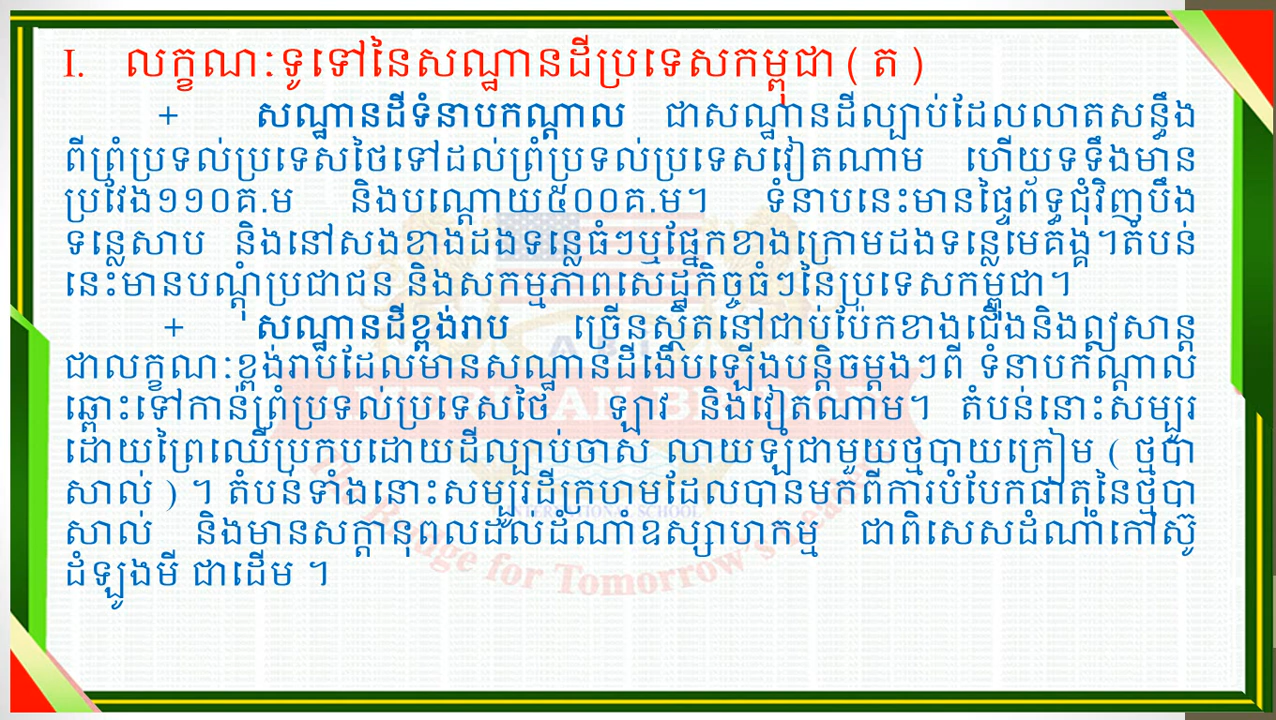 I. លក្ខណៈទូទៅនៃសណ្ឋានដីប្រទេសកម្ពុជា ( ត )
+ សណ្ឋានដីទំនាបកណ្តាល ជាសណ្ឋានដីល្បាប់ដែលលាតសន្ធឹង
ពីព្រំប្រទល់ប្រទេសថៃទៅដល់ព្រំប្រទល់ប្រទេសវៀតណាម ហើយទទឹងមាន
ប្រវែង១១០គ.ម និងបណ្តោយ៥០០គ.ម។ ទំនាបនេះមានផ្ទៃព័ទ្ធជុំវិញបឹង
ទន្លេសាប និងនៅសងខាងដងទន្លេធំៗឬផ្នែកខាងក្រោមដងទន្លេមេគង្គ។តំបន់
នេះមានបណ្តុំប្រជាជន និងសកម្មភាពសេដ្ឋកិច្ចធំៗនៃប្រទេសកម្ពុជា។
+ សណ្ឋានដីខ្ពង់រាប ច្រើនស្ថិតនៅជាប់ប៉ែកខាងជើងនិងឦសាន្ត
ជាលក្ខណៈខ្ពង់រាបដែលមានសណ្ឋានដីងើបឡើងបន្តិចម្តងៗពី ទំនាបកណ្តាល
ឆ្ពោះទៅកាន់ព្រំប្រទល់ប្រទេសថៃ ឡាវ និងវៀតណាម។ តំបន់នោះសម្បូរ
ដោយព្រៃឈើប្រកបដោយដីល្បាប់ចាស់ លាយឡំជាមួយថ្មបាយក្រៀម ( ថ្មបា
សាល់ ) ។ តំបន់ទាំងនោះសម្បូរដីក្រហមដែលបានមកពីការបំបែកធាតុនៃថ្មបា
សាល់ និងមានសក្តានុពលដល់ដំណាំឧស្សាហកម្ម ជាពិសេសដំណាំកៅស៊ូ
ដំឡូងមី ជាដើម ។
AMERICAN BRIDGE
INTERNATIONAL SCHOOL
The Bridge for Tomorrow's Leaders